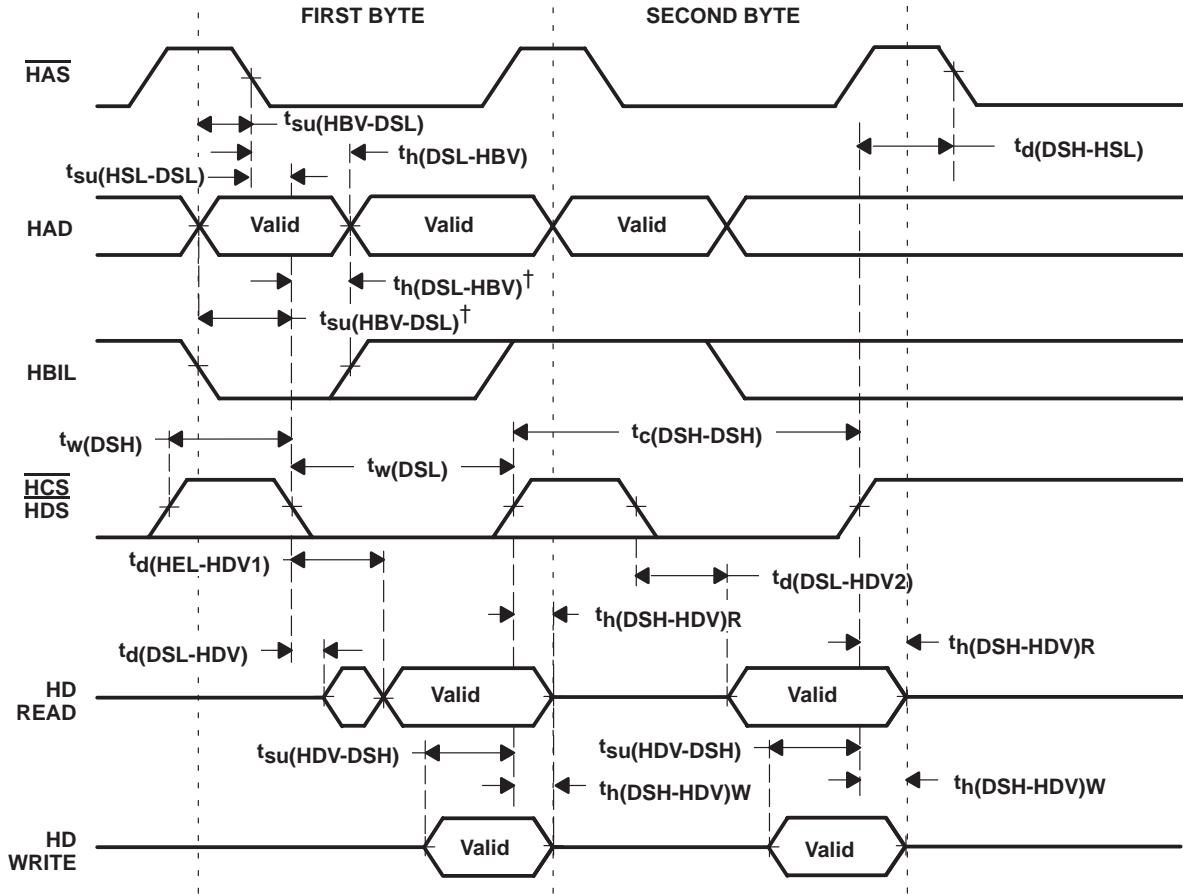 FIRST BYTE
SECOND BYTE
HAS
tsu(HBV-DSL)
th(DSL-HBV)
td(DSH-HSL)
tsu(HSL-DSL)
HAD
Valid
Valid
Valid
th(DSL-HBV)†
tsu(HBV-DSL)†
HBIL
tw(DSH)
tc(DSH-DSH)
tw(DSL)
HCS
HDS
td(HEL-HDV1)
td(DSL-HDV2)
th(DSH-HDV)R
th(DSH-HDV)R
td(DSL-HDV)
HD
READ
Valid
Valid
tsu(HDV-DSH)
tsu(HDV-DSH)
th(DSH-HDV)W
th(DSH-HDV)W
HD
WRITE
Valid
Valid